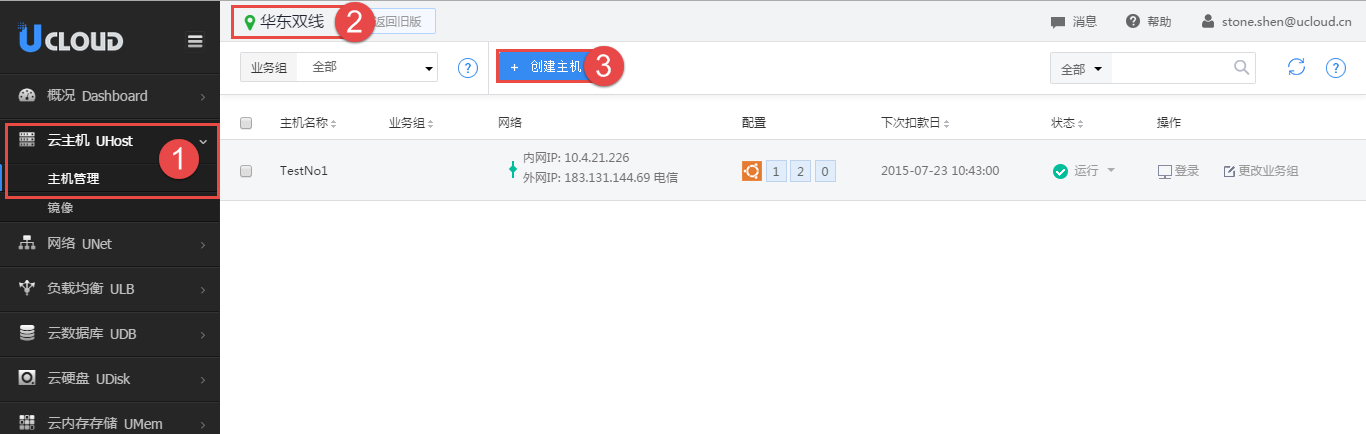 UCLOUD
概况 Dashboard
云主机 UHost
1
主机管理
镜像
网络 UNet
负载均衡 ULB
云数据库 UDB
云硬盘 UDisk
云内存存储 UMem
华东双线 2 返回旧版 消息 帮助 stone.shen@ucloud.cn
业务组 全部 ? + 创建主机 3 全部 ?
主机名称 业务组 网络 配置 下次扣款日 状态 操作
TestNo1 内网IP: 10.4.21.226
外网IP: 183.131.144.69 电信 1 2 0 2015-07-23 10:43:00 运行 登录 更改业务组